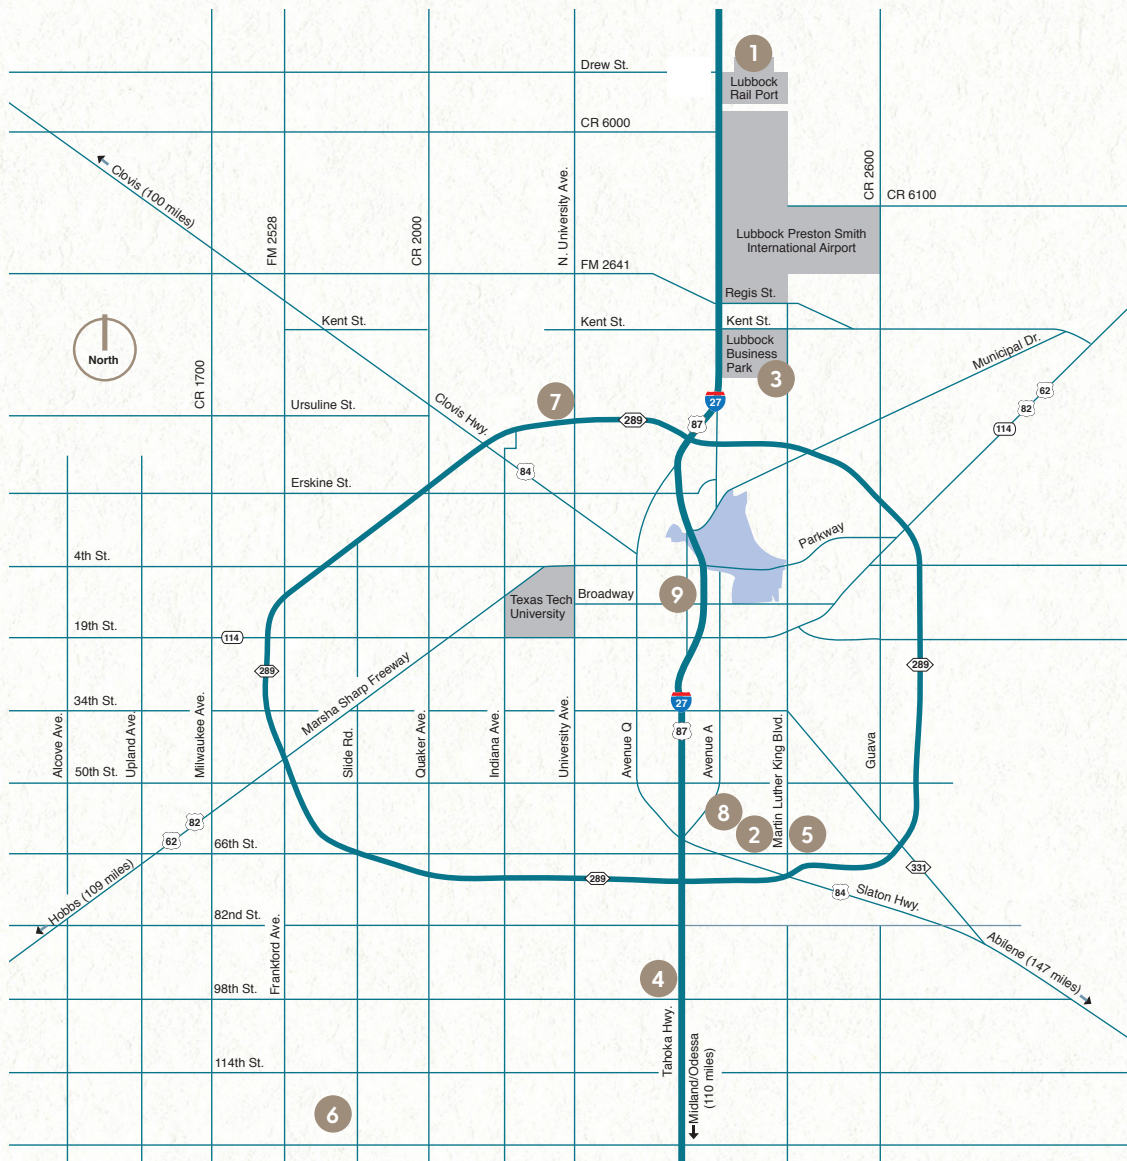 1
Drew St.
Lubbock
Rail Port
CR 6000
Clovis (100 miles)
FM 2528
CR 2000
N. University Ave.
CR 2600
CR 6100
Lubbock Preston Smith
International Airport
FM 2641
Regis St.
Kent St.
Kent St.
Kent St.
Lubbock
Business
Park
Municipal Dr.
North
CR 1700
3
62
82
114
27
Ursuline St.
Clovis Hwy.
7
289
87
84
Erskine St.
4th St.
Parkway
Texas Tech
University
Broadway
9
19th St.
114
289
289
Marsha Sharp Freeway
34th St.
27
87
Alcove Ave.
Upland Ave.
Milwaukee Ave.
Slide Rd.
Quaker Ave.
Indiana Ave.
University Ave.
Avenue Q
Avenue A
Martin Luther King Blvd.
Guava
50th St.
82
62
8
2
5
66th St.
Hobbs (109 miles)
289
331
84
Slaton Hwy.
82nd St.
Frankford Ave.
Abilene (147 miles)
4
98th St.
Tahoka Hwy.
Midland/Odessa
(110 miles)
114th St.
6